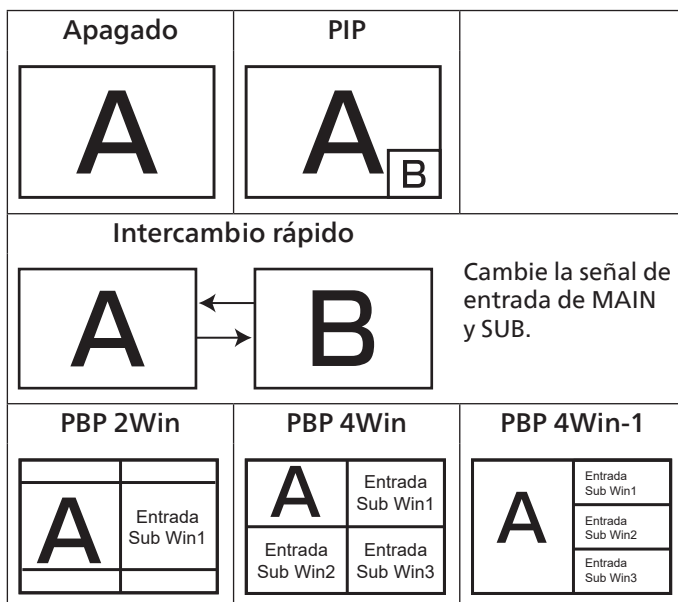 Apagado
PIP
A
A
B
Intercambio rápido
A
B
Cambie la señal de
entrada de MAIN
y SUB.
PBP 2Win
PBP 4Win
PBP 4Win-1
A
Entrada
Sub Win1
A
Entrada
Sub Win1
Entrada
Sub Win2
Entrada
Sub Win3
A
Entrada
Sub Win1
Entrada
Sub Win2
Entrada
Sub Win3